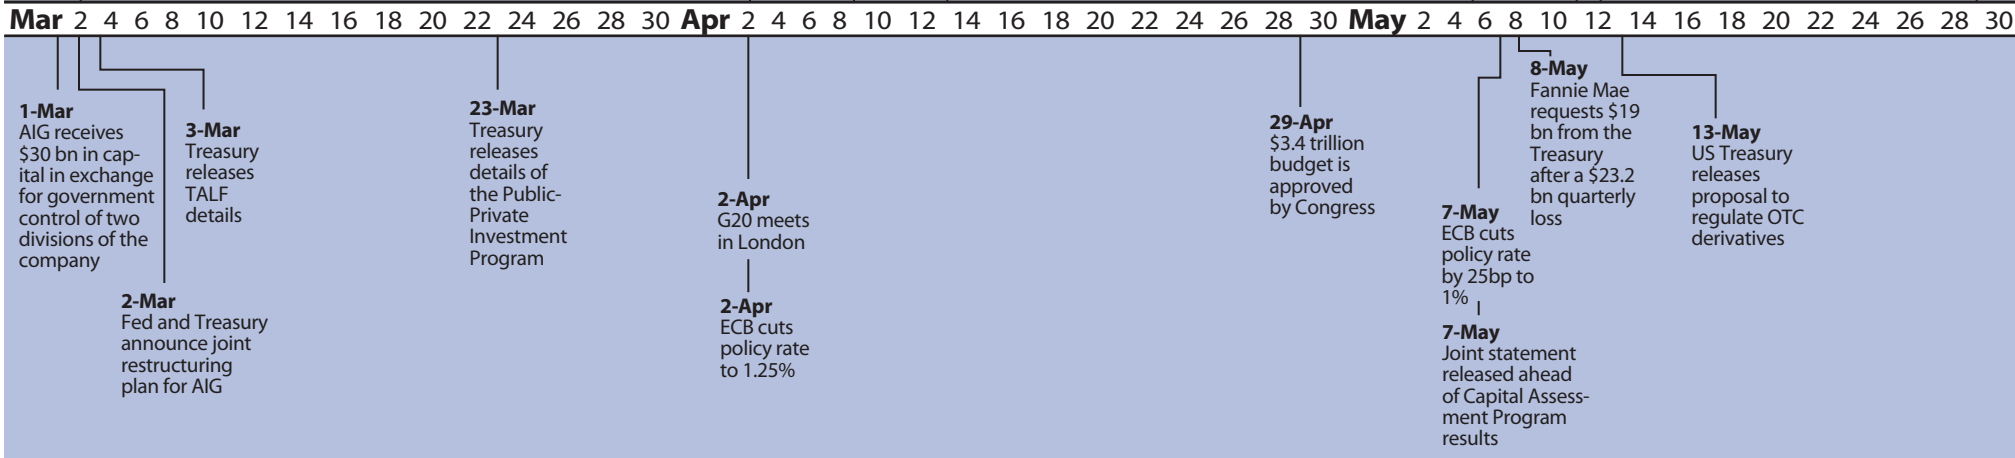 Mar 2 4 6 8 10 12 14 16 18 20 22 24 26 28 30 Apr 2 4 6 8 10 12 14 16 18 20 22 24 26 28 30 May 2 4 6 8 10 12 14 16 18 20 22 24 26 28 30
1-Mar
AIG receives
$30 bn in cap-
ital in exchange
for government
control of two
divisions of the
company
2-Mar
Fed and Treasury
announce joint
restructuring
plan for AIG
3-Mar
Treasury
releases
TALF
details
23-Mar
Treasury
releases
details of
the Public-
Private
Investment
Program
2-Apr
G20 meets
in London
2-Apr
ECB cuts
policy rate
to 1.25%
29-Apr
$3.4 trillion
budget is
approved
by Congress
7-May
ECB cuts
policy rate
by 25bp to
1%
7-May
Joint statement
released ahead
of Capital Assess-
ment Program
results
8-May
Fannie Mae
requests $19
bn from the
Treasury
after a $23.2
bn quarterly
loss
13-May
US Treasury
releases
proposal to
regulate OTC
derivatives